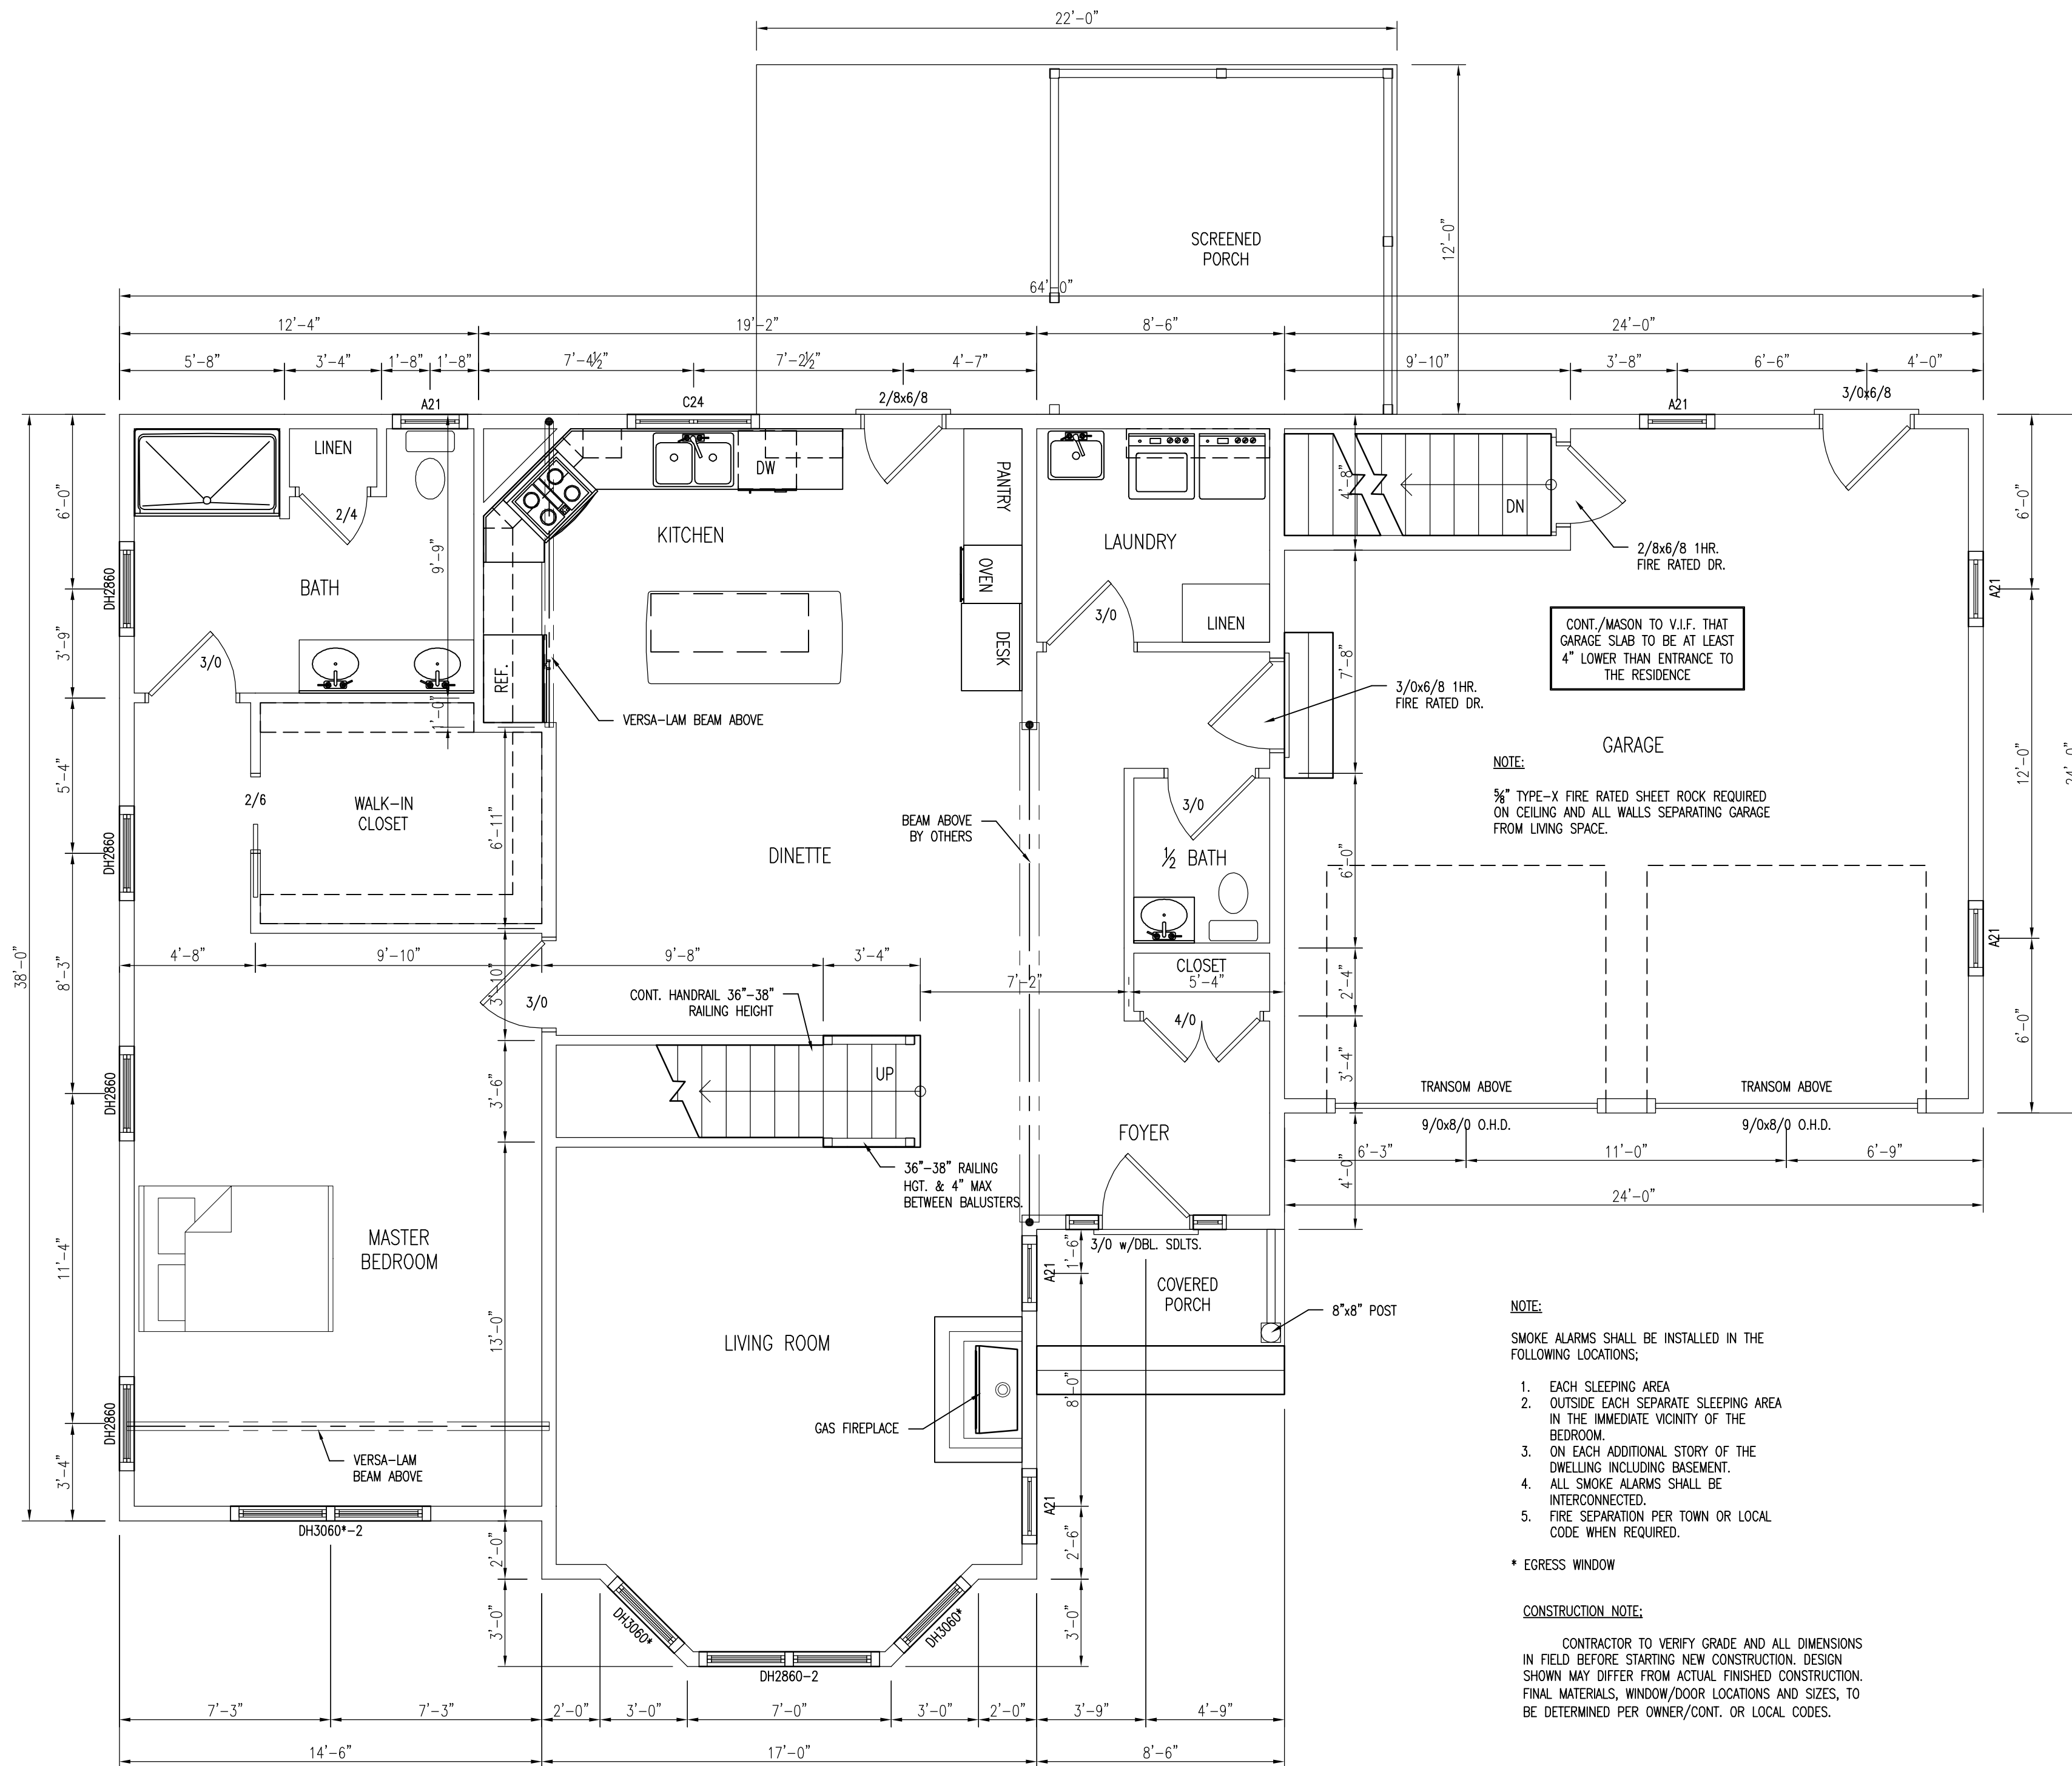 22'-0"
12'-0"
SCREENED
PORCH
64'-0"
12'-4"
19'-2"
8'-6"
24'-0"
5'-8"
3'-4"
1'-8"
1'-8"
7'-4½"
7'-2½"
4'-7"
9'-10"
3'-8"
6'-6"
4'-0"
A21
C24
2/8x6/8
A21
3/0x6/8
LINEN
2/4
DW
PANTRY
4'-8"
DN
6'-0"
6'-0"
KITCHEN
LAUNDRY
2/8x6/8 1HR.
FIRE RATED DR.
9'-9"
BATH
DH2860
OVEN
A21
3/0
LINEN
CONT./MASON TO V.I.F. THAT
GARAGE SLAB TO BE AT LEAST
4" LOWER THAN ENTRANCE TO
THE RESIDENCE
3'-9"
3/0
REF.
DESK
7'-8"
3/0x6/8 1HR.
FIRE RATED DR.
1'-0"
VERSA-LAM BEAM ABOVE
GARAGE
5'-4"
12'-0"
24'-0"
NOTE:
⅝" TYPE-X FIRE RATED SHEET ROCK REQUIRED
ON CEILING AND ALL WALLS SEPARATING GARAGE
FROM LIVING SPACE.
2/6
WALK-IN
CLOSET
6'-11"
3/0
BEAM ABOVE
BY OTHERS
DH2860
DINETTE
½ BATH
6'-0"
A21
38'-0"
8'-3"
4'-8"
9'-10"
9'-8"
3'-4"
7'-2"
CLOSET
5'-4"
2'-4"
3'-10"
3/0
CONT. HANDRAIL 36"-38"
RAILING HEIGHT
4/0
6'-0"
3'-4"
UP
DH2860
3'-6"
TRANSOM ABOVE
TRANSOM ABOVE
9/0x8/0 O.H.D.
9/0x8/0 O.H.D.
FOYER
6'-3"
11'-0"
6'-9"
4'-0"
36"-38" RAILING
HGT. & 4" MAX
BETWEEN BALUSTERS.
24'-0"
MASTER
BEDROOM
11'-4"
3/0 w/DBL. SDLTS.
1'-6"
A21
COVERED
PORCH
8"x8" POST
13'-0"
LIVING ROOM
8'-0"
GAS FIREPLACE
DH2860
VERSA-LAM
BEAM ABOVE
3'-4"
A21
DH3060*-2
2'-0"
2'-6"
3'-0"
DH3060*
DH3060*
3'-0"
DH2860-2
7'-3"
7'-3"
2'-0"
3'-0"
7'-0"
3'-0"
2'-0"
3'-9"
4'-9"
14'-6"
17'-0"
8'-6"
NOTE:
SMOKE ALARMS SHALL BE INSTALLED IN THE
FOLLOWING LOCATIONS;
1. EACH SLEEPING AREA
2. OUTSIDE EACH SEPARATE SLEEPING AREA
IN THE IMMEDIATE VICINITY OF THE
BEDROOM.
3. ON EACH ADDITIONAL STORY OF THE
DWELLING INCLUDING BASEMENT.
4. ALL SMOKE ALARMS SHALL BE
INTERCONNECTED.
5. FIRE SEPARATION PER TOWN OR LOCAL
CODE WHEN REQUIRED.
* EGRESS WINDOW
CONSTRUCTION NOTE;
CONTRACTOR TO VERIFY GRADE AND ALL DIMENSIONS
IN FIELD BEFORE STARTING NEW CONSTRUCTION. DESIGN
SHOWN MAY DIFFER FROM ACTUAL FINISHED CONSTRUCTION.
FINAL MATERIALS, WINDOW/DOOR LOCATIONS AND SIZES, TO
BE DETERMINED PER OWNER/CONT. OR LOCAL CODES.